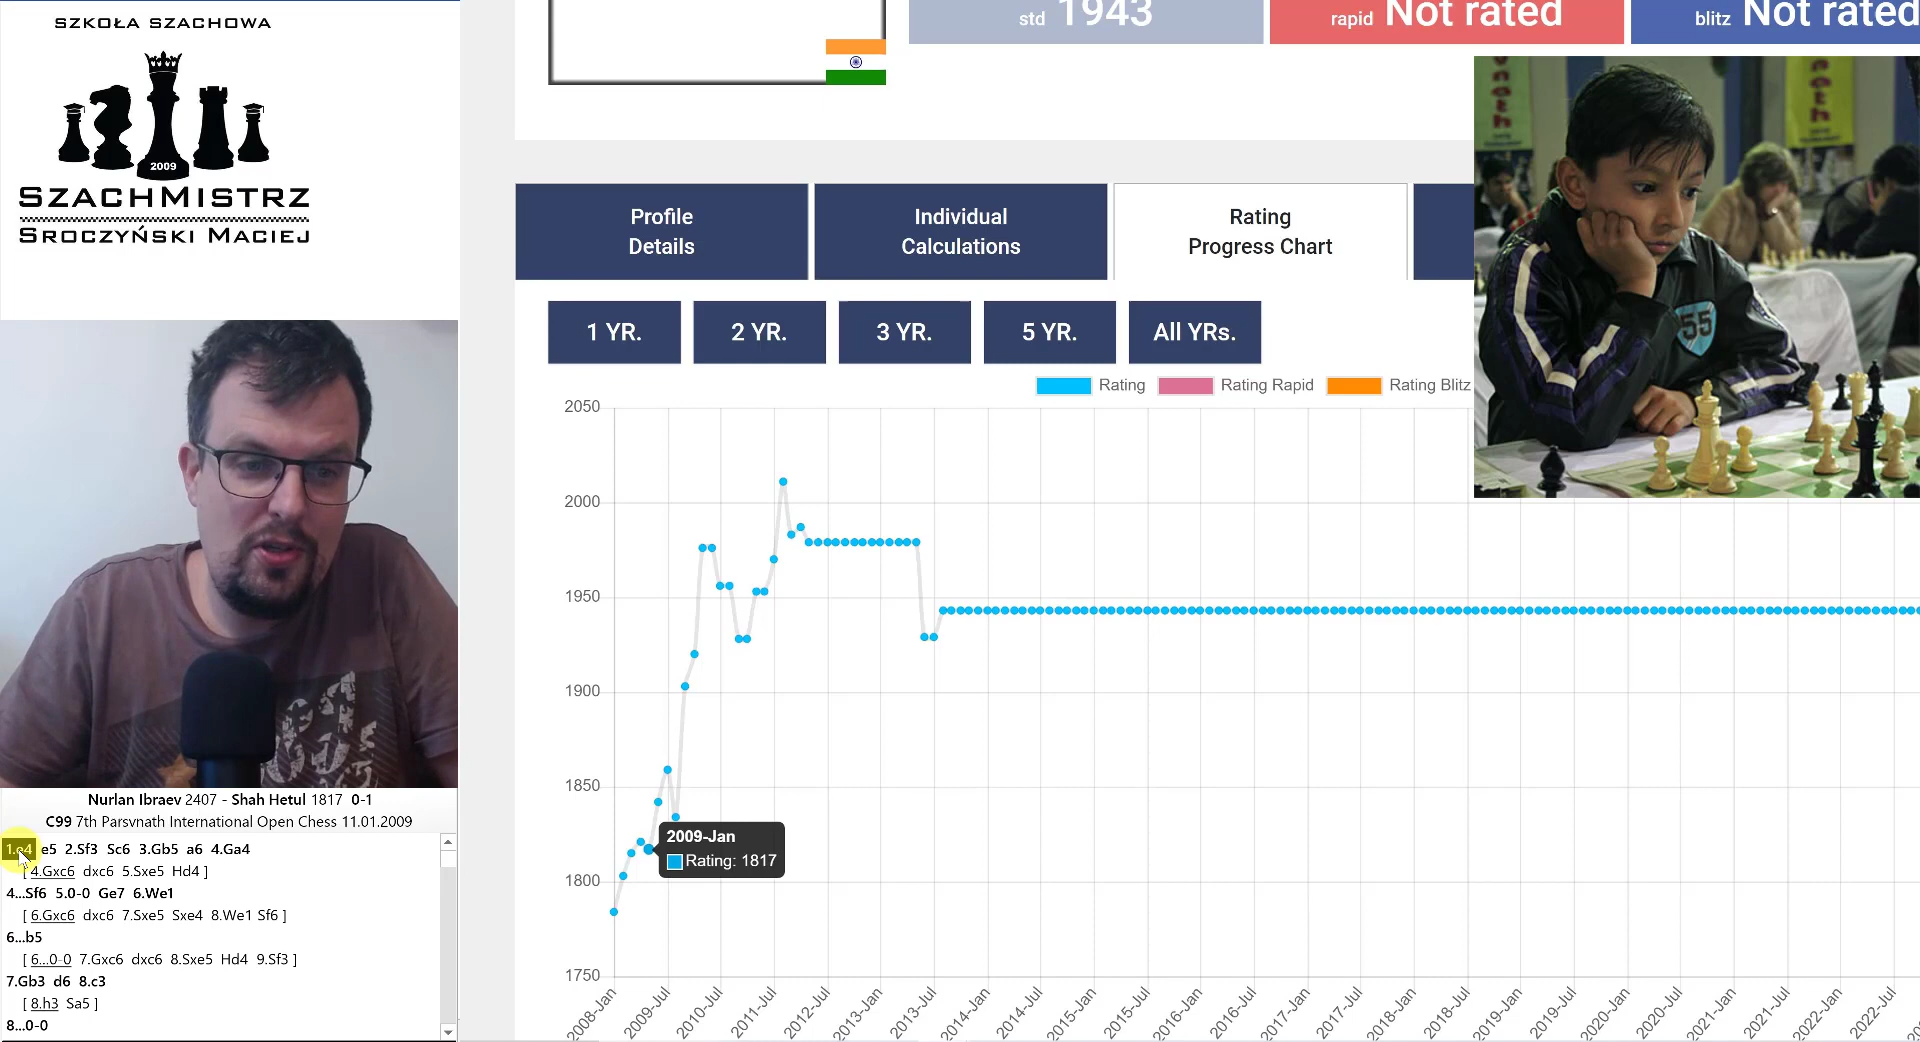 SZKOŁA SZACHOWA
2009
SZACHMISTRZ
SROCZYŃSKI MACIEJ
std 1943
rapid Not rated
blitz Not rated
Profile
Details
Individual
Calculations
Rating
Progress Chart
1 YR.
2 YR.
3 YR.
5 YR.
All YRs.
Rating
Rating Rapid
Rating Blitz
2050
2000
1950
1900
1850
1800
1750
2009-Jan
Rating: 1817
2008-Jan
2009-Jul
2010-Jul
2011-Jul
2012-Jul
2013-Jan
2013-Jul
2014-Jan
2014-Jul
2015-Jan
2015-Jul
2016-Jan
2016-Jul
2017-Jan
2017-Jul
2018-Jan
2018-Jul
2019-Jan
2019-Jul
2020-Jan
2020-Jul
2021-Jan
2021-Jul
2022-Jan
2022-Jul
55
Nurlan Ibraev 2407 - Shah Hetul 1817 0-1
C99 7th Parsvnath International Open Chess 11.01.2009
1.e4 e5 2.Sf3 Sc6 3.Gb5 a6 4.Ga4
[ 4.Gxc6 dxc6 5.Sxe5 Hd4 ]
4...Sf6 5.0-0 Ge7 6.We1
[ 6.Gxc6 dxc6 7.Sxe5 Sxe4 8.We1 Sf6 ]
6...b5
[ 6...0-0 7.Gxc6 dxc6 8.Sxe5 Hd4 9.Sf3 ]
7.Gb3 d6 8.c3
[ 8.h3 Sa5 ]
8...0-0